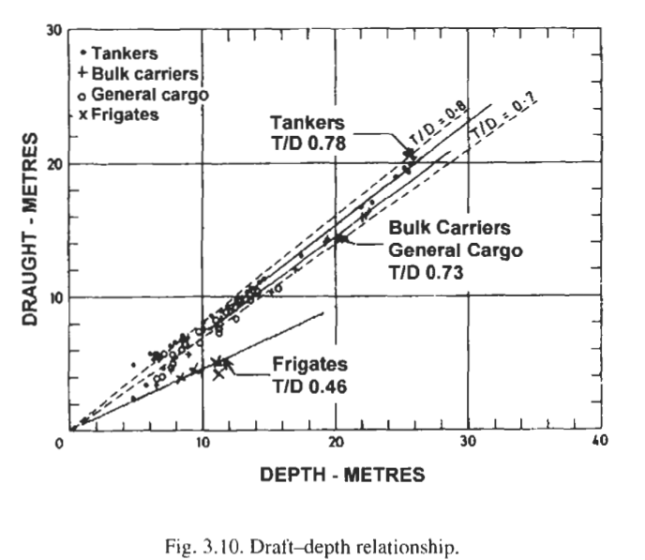 30
• Tankers
+ Bulk carriers
o General cargo
x Frigates
Tankers
T/D 0.78
T/D = 0·8
T/D = 0·7
20
Bulk Carriers
General Cargo
T/D 0.73
10
Frigates
T/D 0.46
0
10
20
30
40
DRAUGHT - METRES
DEPTH - METRES
Fig. 3.10. Draft–depth relationship.